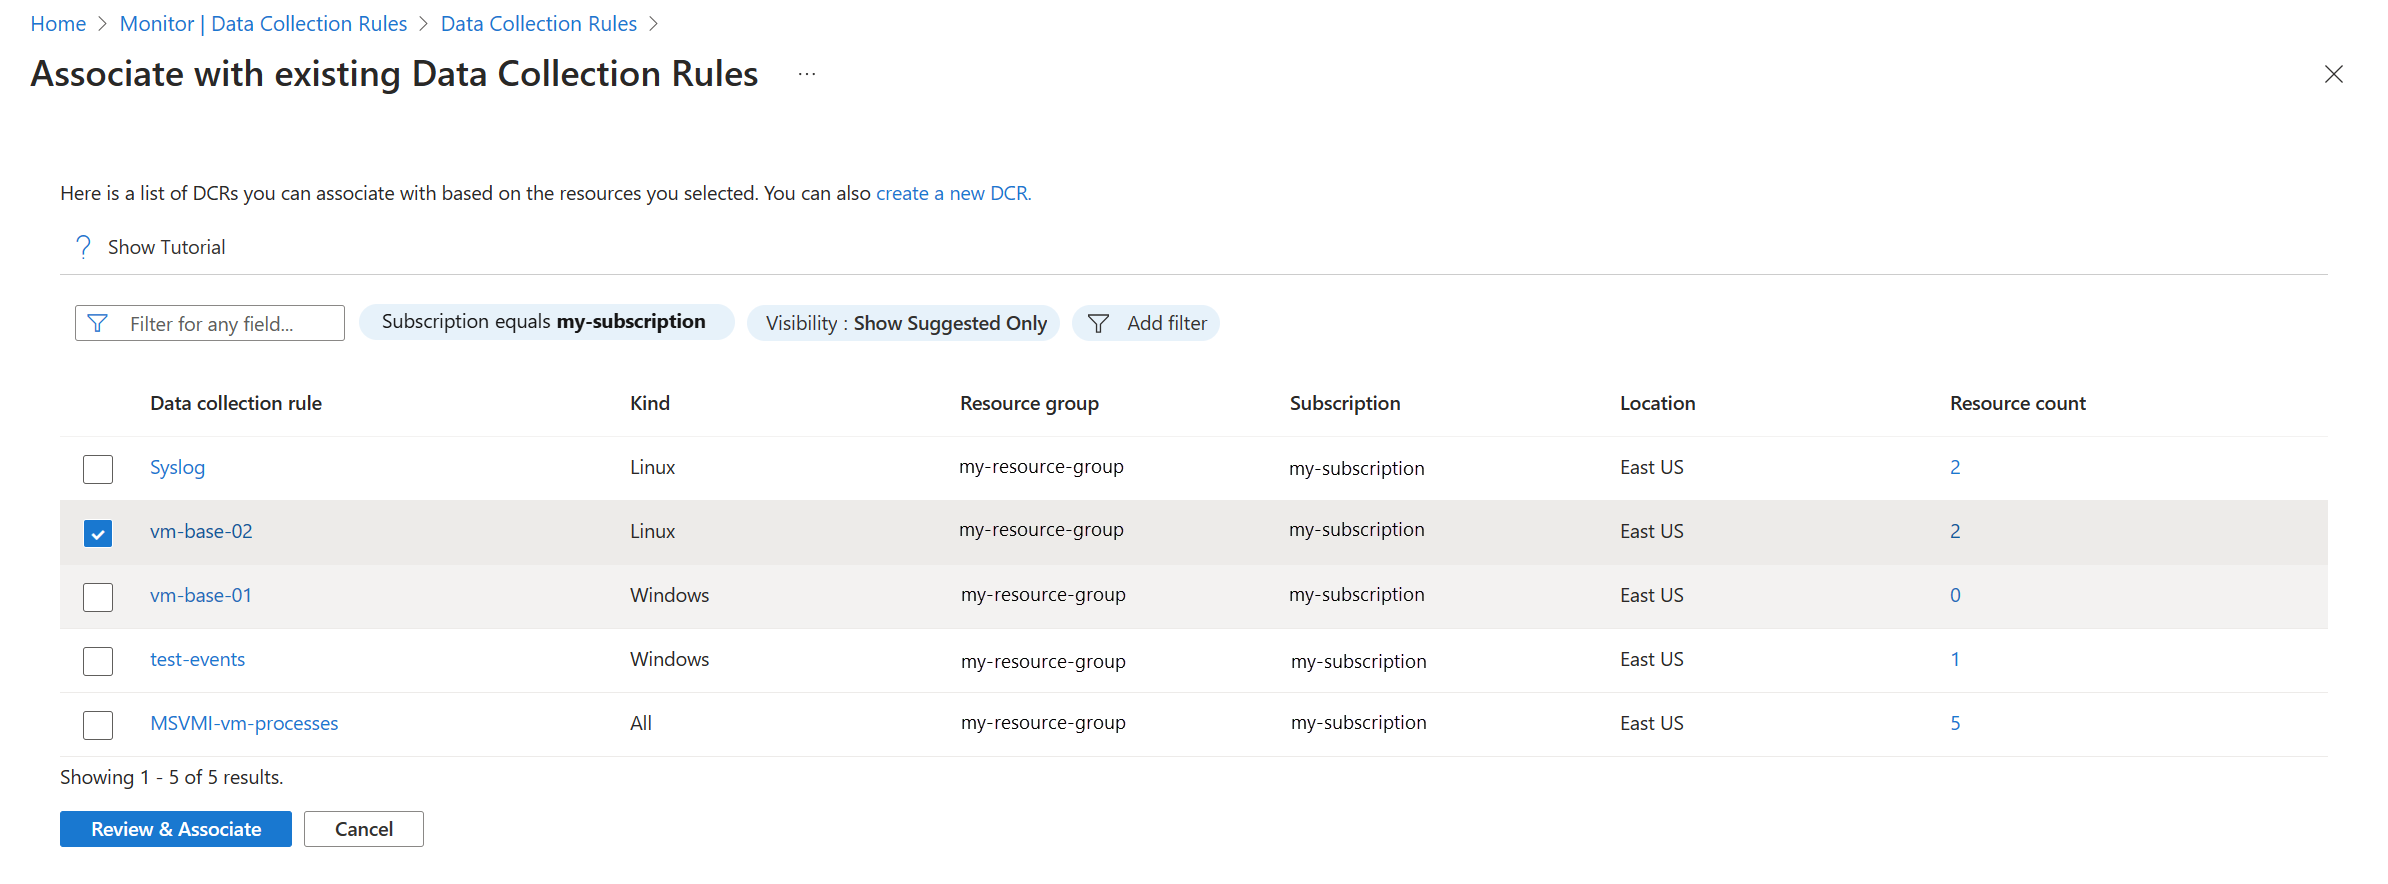 Home > Monitor | Data Collection Rules > Data Collection Rules >
Associate with existing Data Collection Rules ...
Here is a list of DCRs you can associate with based on the resources you selected. You can also create a new DCR.
? Show Tutorial
Filter for any field... Subscription equals my-subscription Visibility : Show Suggested Only Add filter
Data collection rule Kind Resource group Subscription Location Resource count
Syslog Linux my-resource-group my-subscription East US 2
vm-base-02 Linux my-resource-group my-subscription East US 2
vm-base-01 Windows my-resource-group my-subscription East US 0
test-events Windows my-resource-group my-subscription East US 1
MSVMI-vm-processes All my-resource-group my-subscription East US 5
Showing 1 - 5 of 5 results.
Review & Associate Cancel